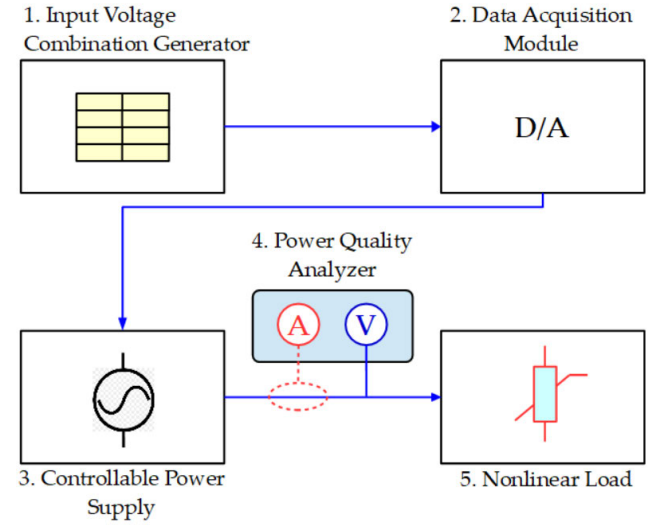 1. Input Voltage
Combination Generator
2. Data Acquisition
Module
D/A
4. Power Quality
Analyzer
A
V
3. Controllable Power
Supply
5. Nonlinear Load